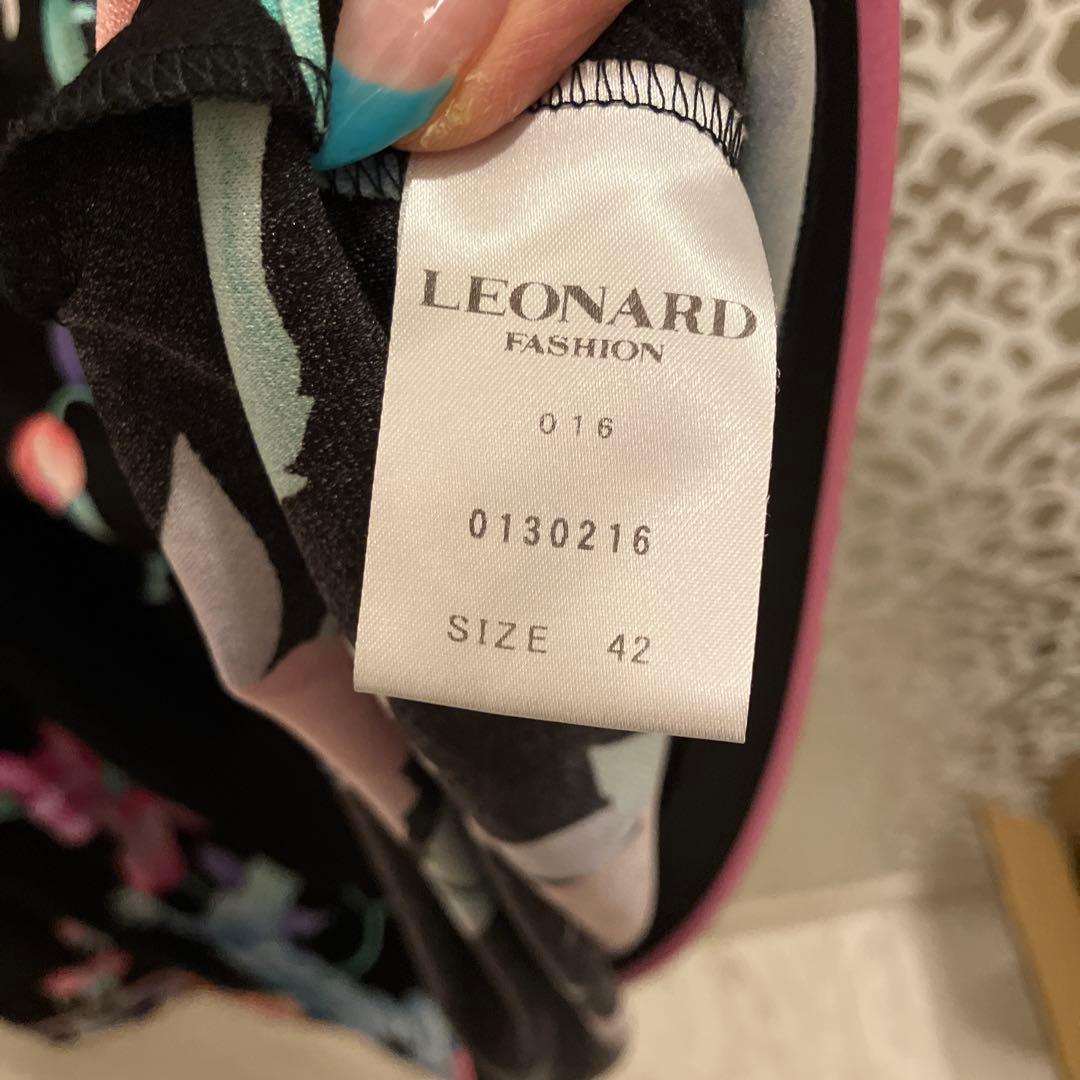 LEONARD
FASHION
016
0130216
SIZE 42